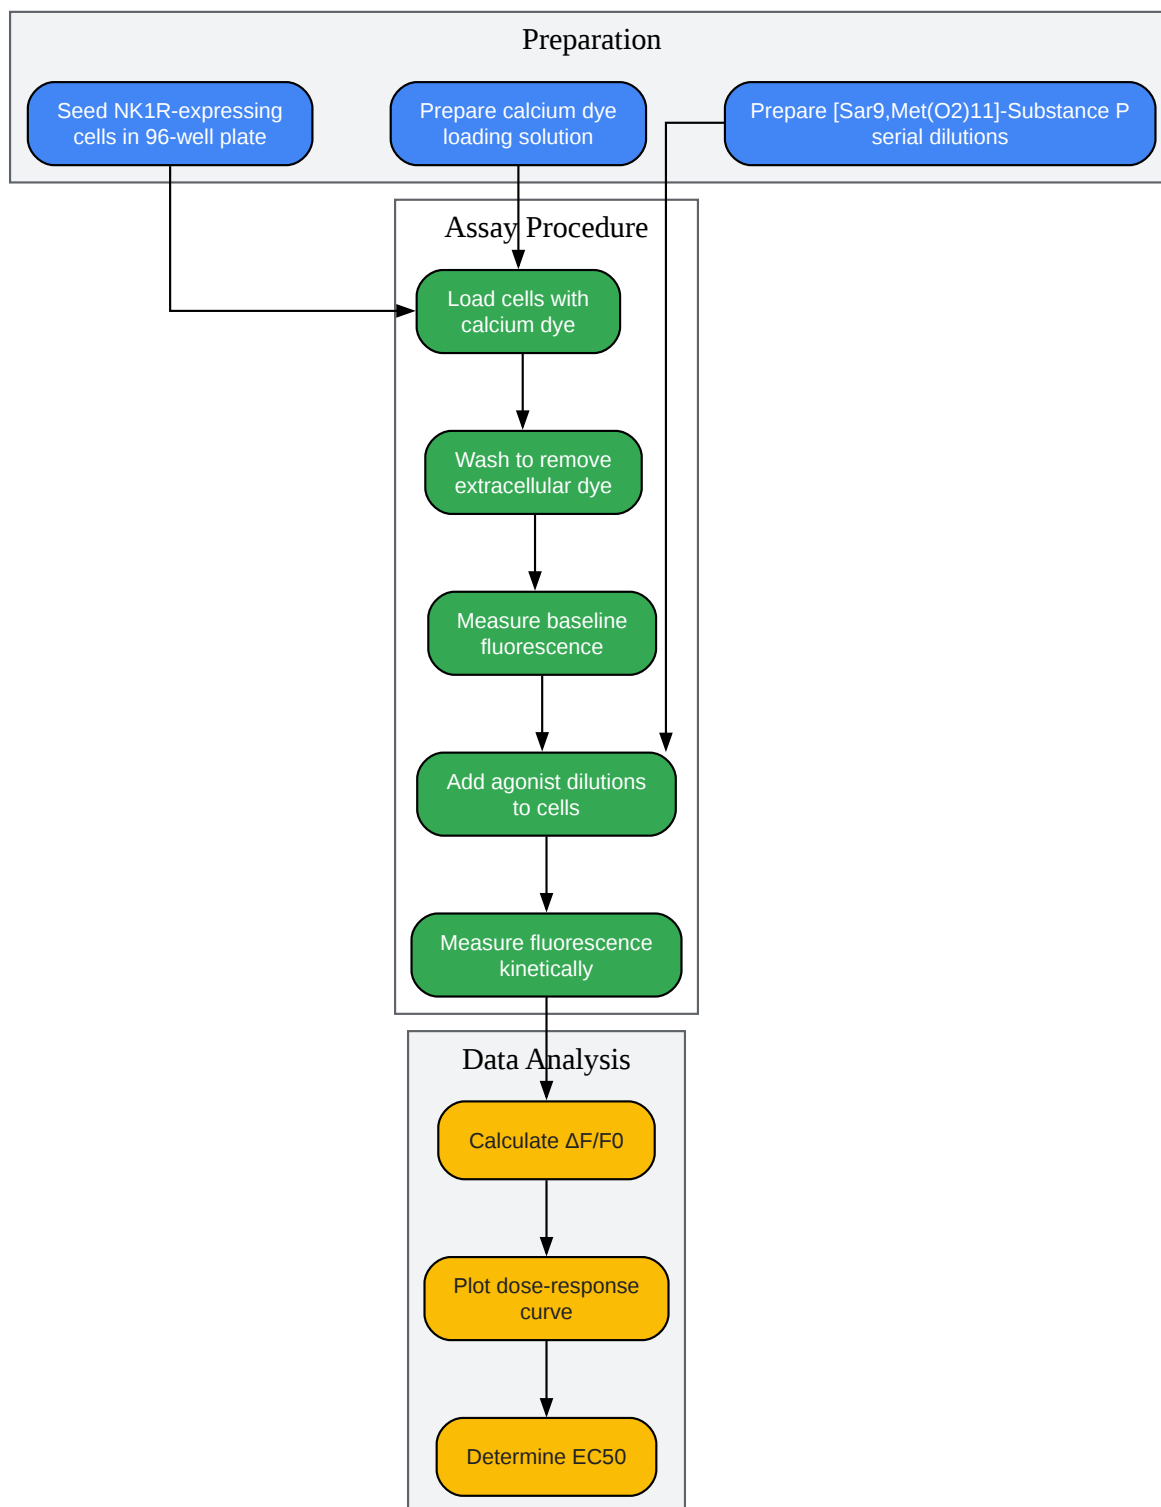 Preparation
Seed NK1R-expressing
cells in 96-well plate
Prepare calcium dye
loading solution
Prepare [Sar9,Met(O2)11]-Substance P
serial dilutions
Assay Procedure
Load cells with
calcium dye
Wash to remove
extracellular dye
Measure baseline
fluorescence
Add agonist dilutions
to cells
Measure fluorescence
kinetically
Data Analysis
Calculate ΔF/F0
Plot dose-response
curve
Determine EC50